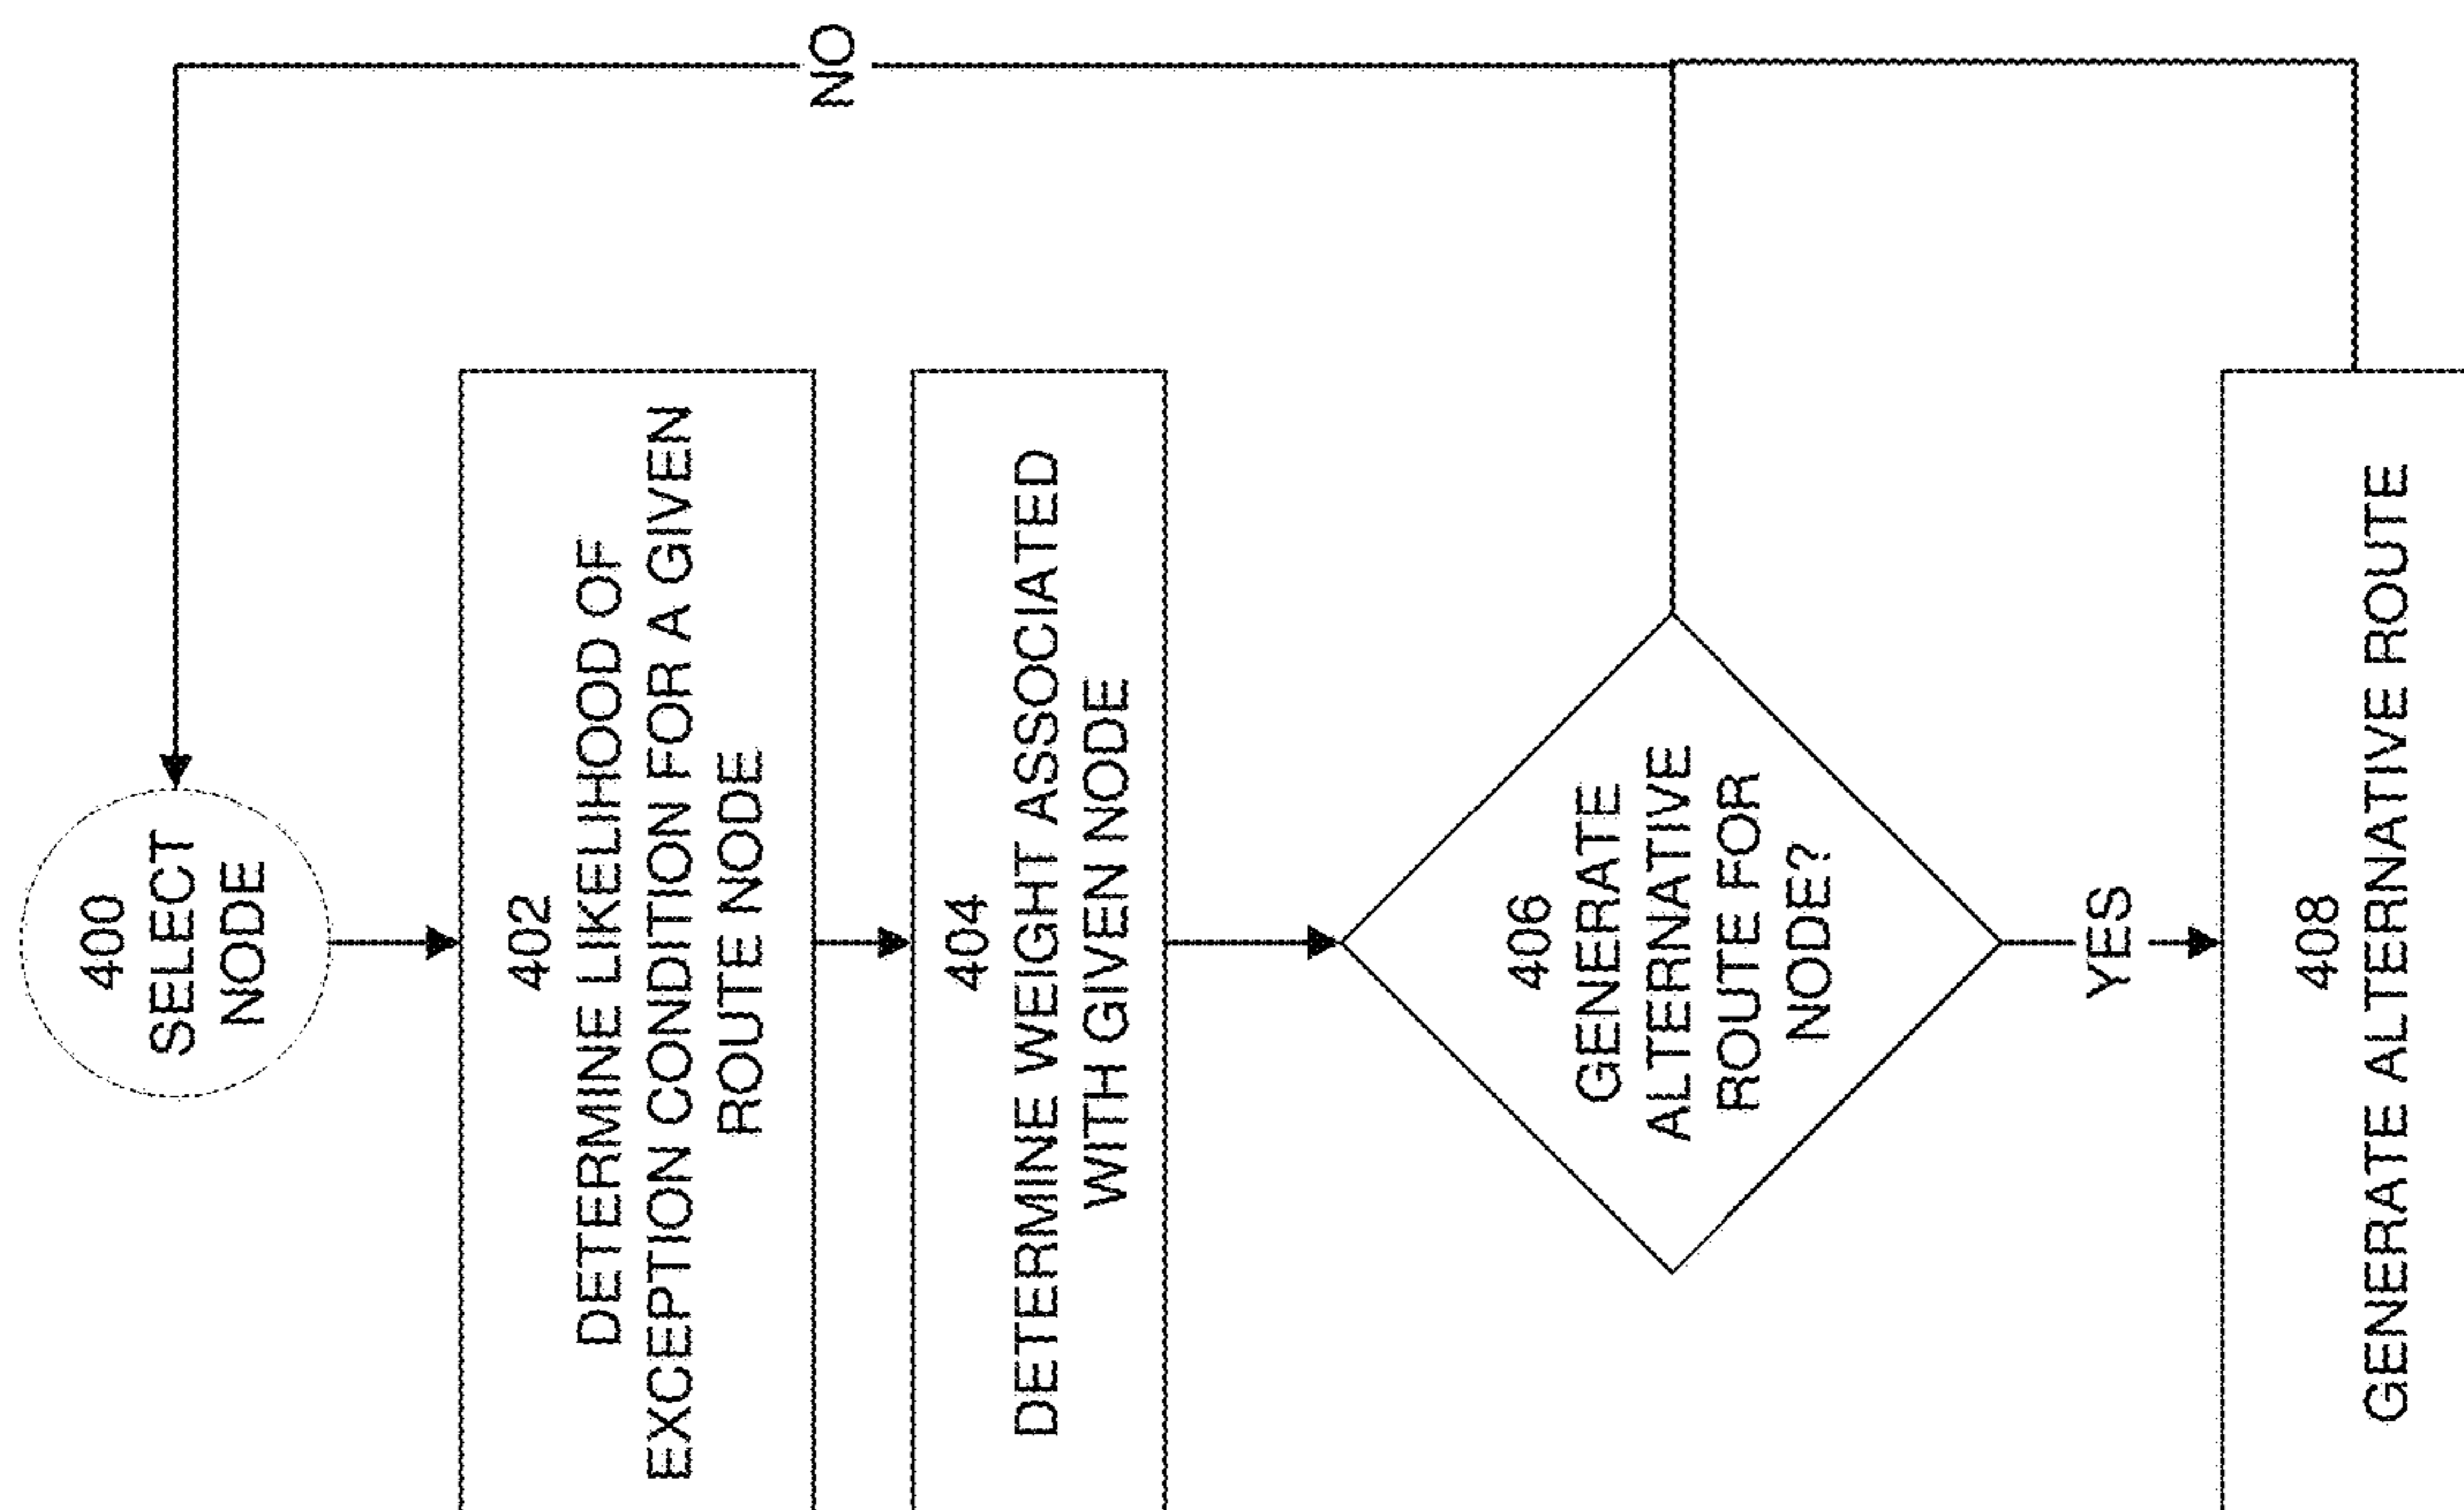 400
SELECT
NODE
402
DETERMINE LIKELIHOOD OF
EXCEPTION CONDITION FOR A GIVEN
ROUTE NODE
404
DETERMINE WEIGHT ASSOCIATED
WITH GIVEN NODE
406
GENERATE
ALTERNATIVE
ROUTE FOR
NODE?
NO
YES
408
GENERATE ALTERNATIVE ROUTE